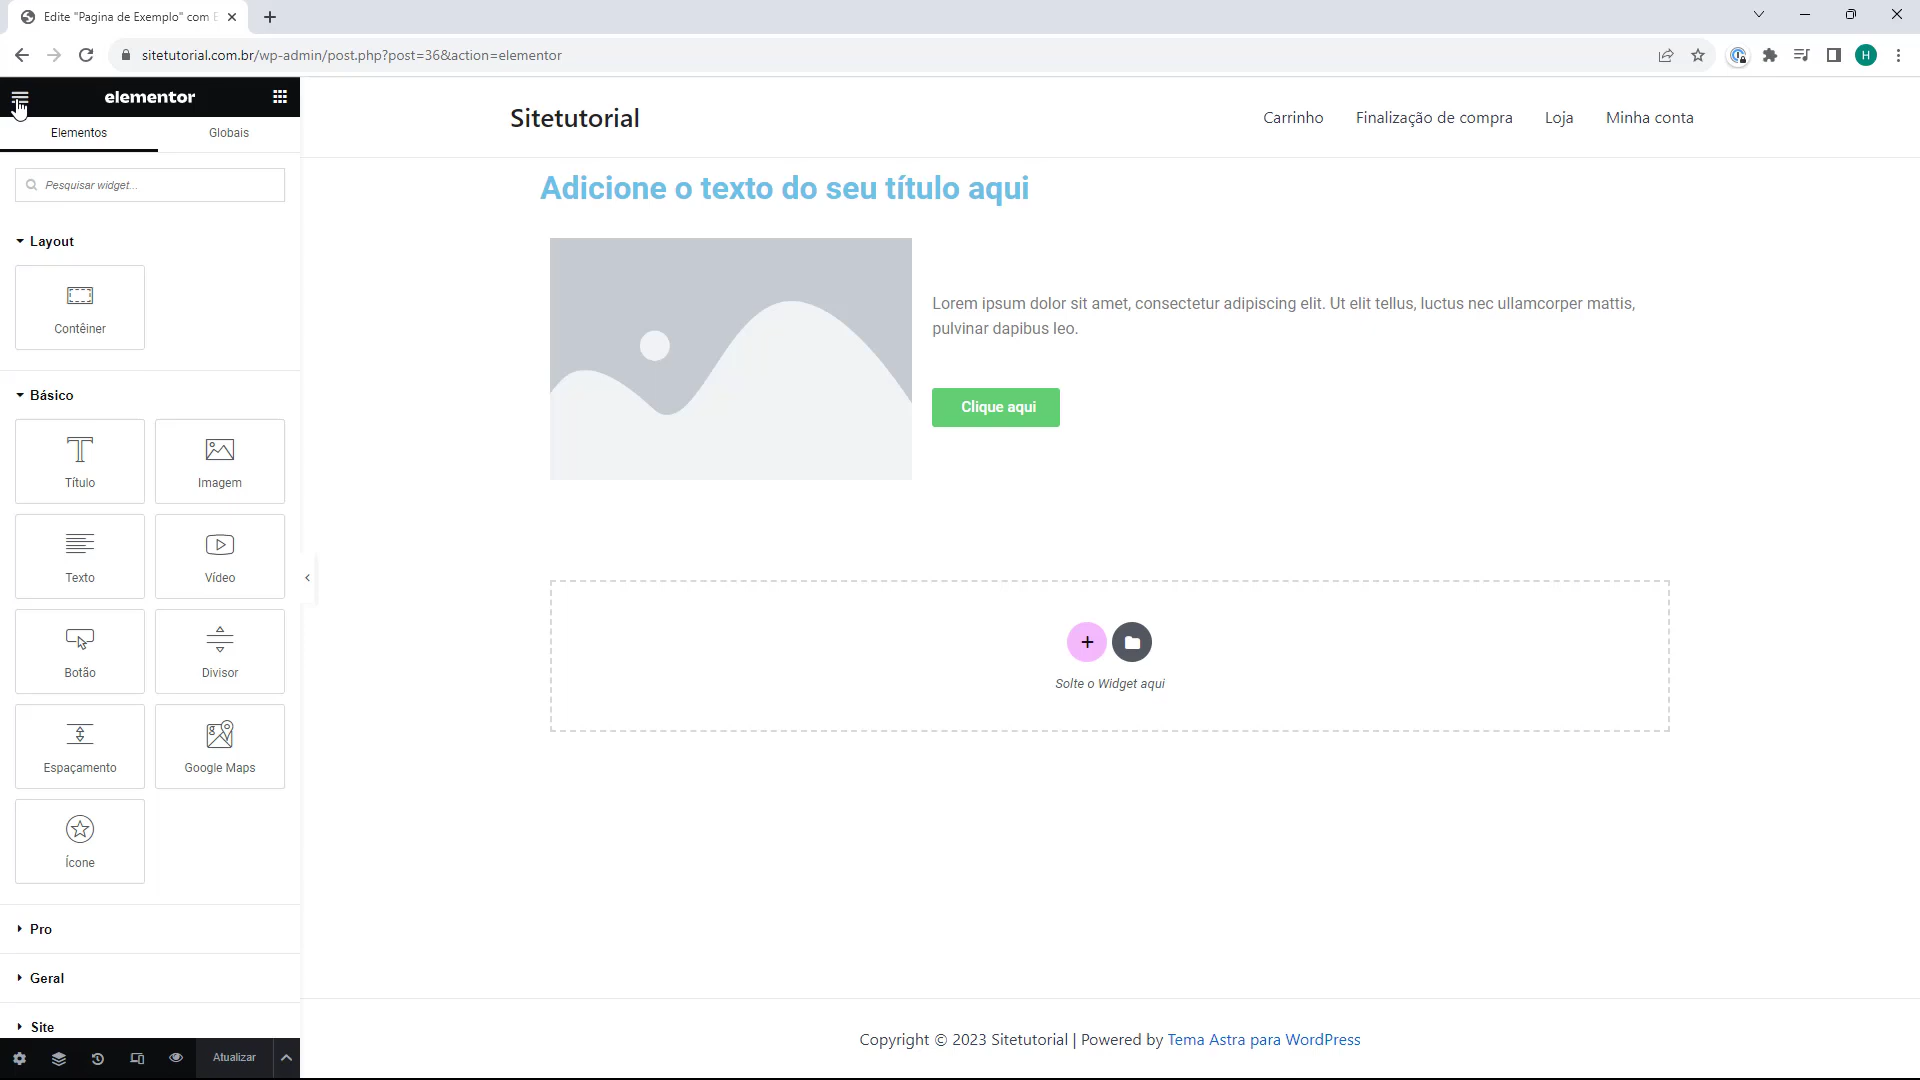 Edite "Pagina de Exemplo" com E
sitetutorial.com.br/wp-admin/post.php?post=36&action=elementor
H
elementor
Elementos
Globais
Pesquisar widget...
Layout
Contêiner
Básico
Título
Imagem
Texto
Vídeo
Botão
Divisor
Espaçamento
Google Maps
Ícone
Pro
Geral
Site
Atualizar
Sitetutorial
Carrinho
Finalização de compra
Loja
Minha conta
Adicione o texto do seu título aqui
Lorem ipsum dolor sit amet, consectetur adipiscing elit. Ut elit tellus, luctus nec ullamcorper mattis,
pulvinar dapibus leo.
Clique aqui
Solte o Widget aqui
Copyright © 2023 Sitetutorial | Powered by Tema Astra para WordPress